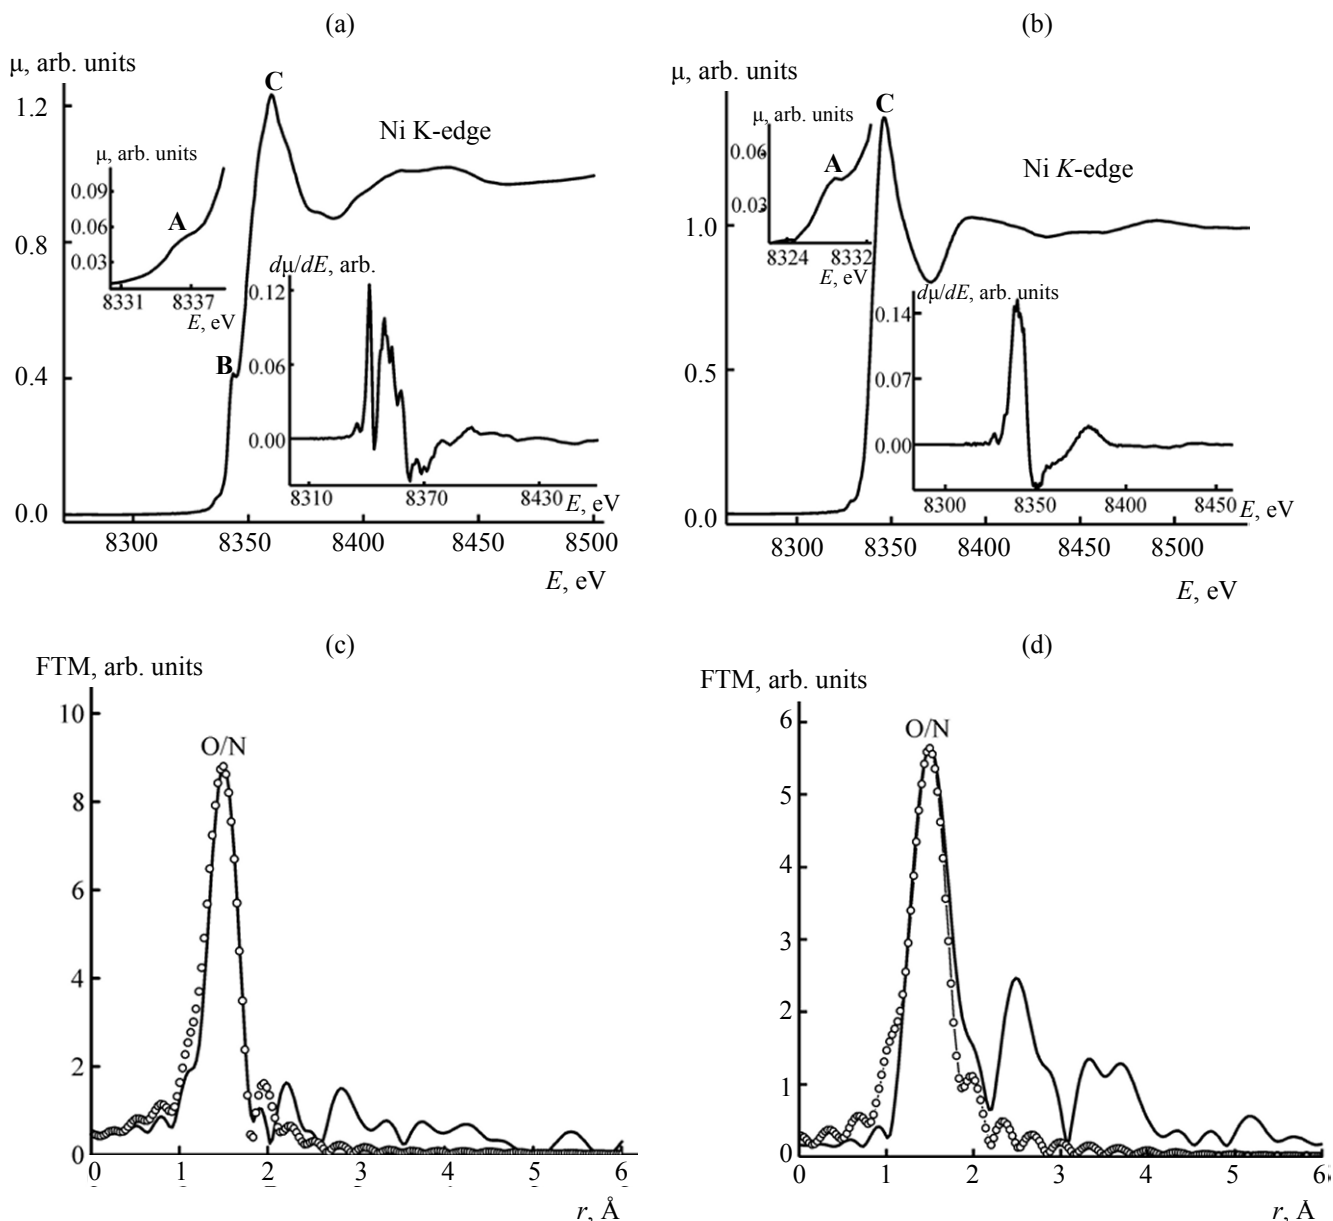 (a)
μ, arb. units
C
1.2
Ni K-edge
μ, arb. units
0.09
A
0.06
0.03
8331 8337
E, eV
0.8
dμ/dE, arb.
0.12
0.06
0.00
8310 8370 8430 E, eV
B
0.4
0.0
8300 8350 8400 8450 8500
E, eV
(b)
μ, arb. units
C
μ, arb. units
0.06
A
0.03
8324 8332
E, eV
Ni K-edge
1.0
dμ/dE, arb. units
0.14
0.07
0.00
8300 8350 8400 8450 E, eV
0.5
0.0
8300 8350 8400 8450 8500
E, eV
(c)
FTM, arb. units
10
O/N
8
6
4
2
0
0 1 2 3 4 5 6
r, Å
(d)
FTM, arb. units
6
O/N
5
4
3
2
1
0
0 1 2 3 4 5 6
r, Å